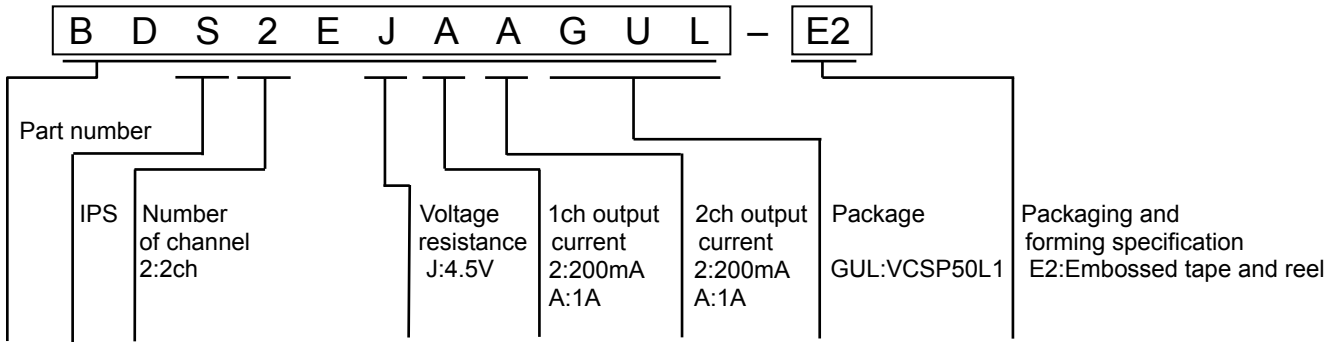 B D S 2 E J A A G U L – E2
Part number
IPS
Number
of channel
2:2ch
Voltage
resistance
J:4.5V
1ch output
current
2:200mA
A:1A
2ch output
current
2:200mA
A:1A
Package
GUL:VCSP50L1
Packaging and
forming specification
E2:Embossed tape and reel